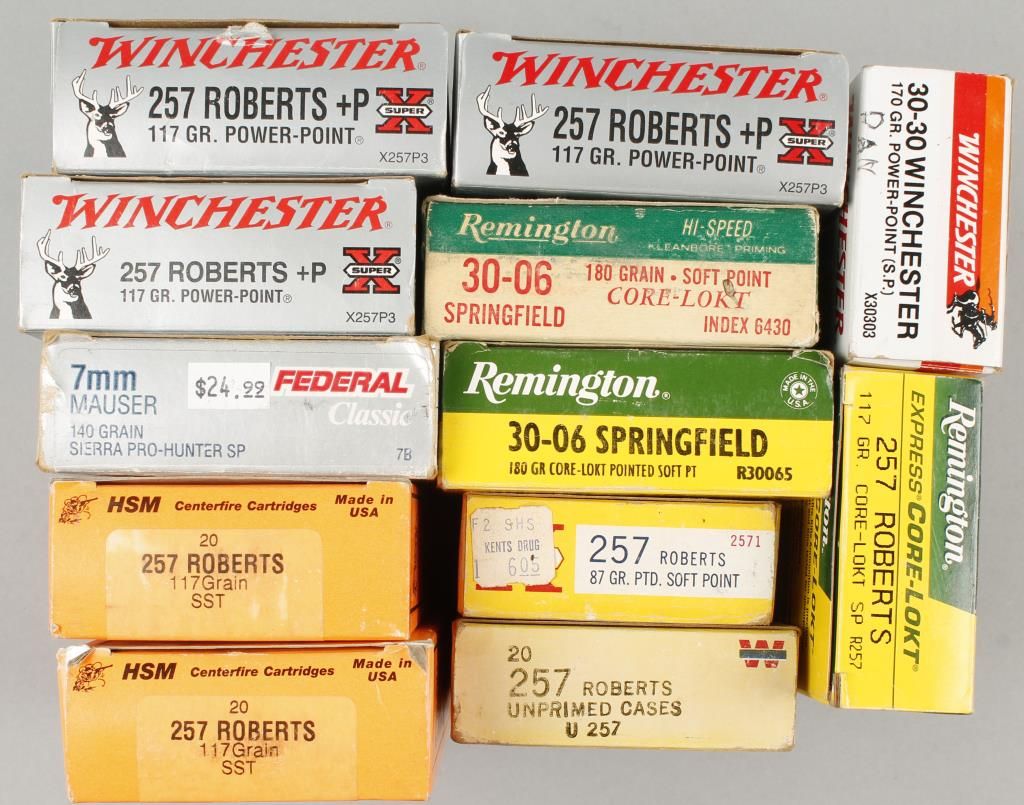 WINCHESTER®
257 ROBERTS +P
117 GR. POWER-POINT®
SUPER X®
X257P3
WINCHESTER®
257 ROBERTS +P
117 GR. POWER-POINT®
SUPER X®
X257P3
30-30 WINCHESTER
170 GR. POWER-POINT (S.P.)
X30303
WINCHESTER
WINCHESTER®
257 ROBERTS +P
117 GR. POWER-POINT®
SUPER X®
X257P3
Remington
HI-SPEED
KLEANBORE PRIMING
30-06
SPRINGFIELD
180 GRAIN • SOFT POINT
CORE-LOKT
INDEX 6430
7mm
MAUSER
140 GRAIN
SIERRA PRO-HUNTER SP
$24.99
FEDERAL
Classic
7B
Remington®
MADE IN THE U.S.A.
30-06 SPRINGFIELD
180 GR CORE-LOKT POINTED SOFT PT
R30065
Remington®
EXPRESS® CORE-LOKT®
257 ROBERTS
117 GR. CORE-LOKT SP R257
HSM Centerfire Cartridges
Made in
USA
20
257 ROBERTS
117Grain
SST
KENTS DRUG
6.05
257 ROBERTS
2571
87 GR. PTD. SOFT POINT
HSM Centerfire Cartridges
Made in
USA
20
257 ROBERTS
117Grain
SST
20
257 ROBERTS
UNPRIMED CASES
U 257
W